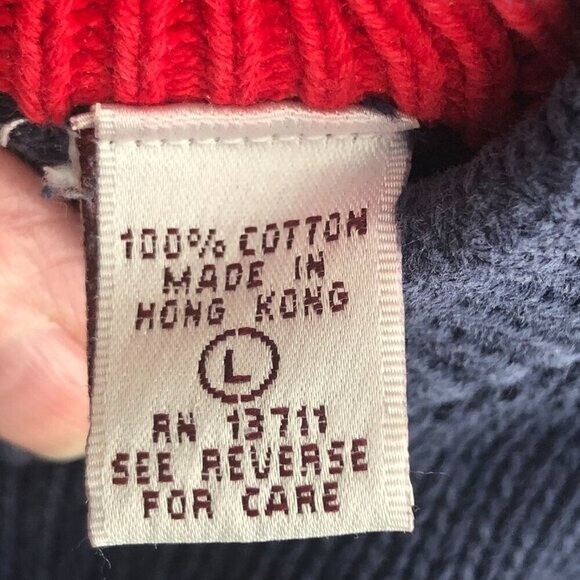 100% COTTON
MADE IN
HONG KONG
L
RN 13711
SEE REVERSE
FOR CARE